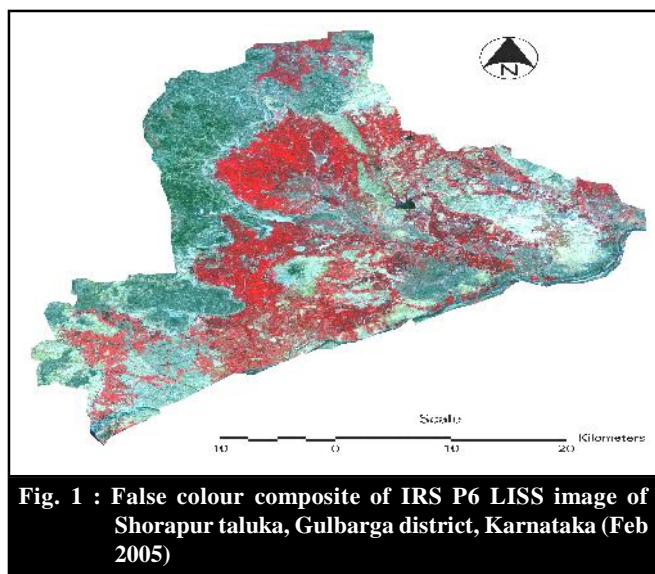 N
Scale
10 0 10 20 Kilometers
Fig. 1 : False colour composite of IRS P6 LISS image of
Shorapur taluka, Gulbarga district, Karnataka (Feb
2005)